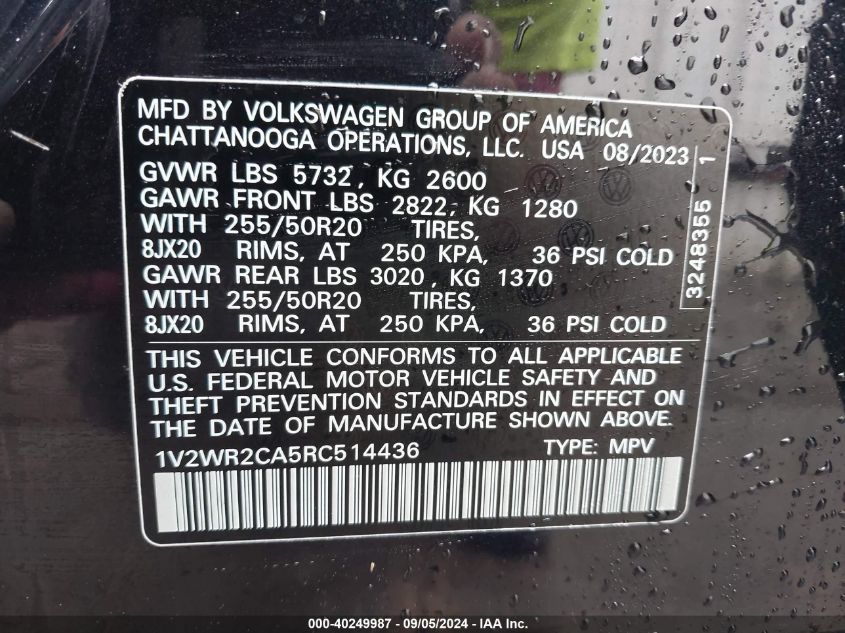 MFD BY VOLKSWAGEN GROUP OF AMERICA
CHATTANOOGA OPERATIONS, LLC. USA 08/2023
GVWR LBS 5732, KG 2600
GAWR FRONT LBS 2822, KG 1280
WITH 255/50R20 TIRES,
8JX20 RIMS, AT 250 KPA, 36 PSI COLD
GAWR REAR LBS 3020, KG 1370
WITH 255/50R20 TIRES,
8JX20 RIMS, AT 250 KPA, 36 PSI COLD
3248355 1
THIS VEHICLE CONFORMS TO ALL APPLICABLE
U.S. FEDERAL MOTOR VEHICLE SAFETY AND
THEFT PREVENTION STANDARDS IN EFFECT ON
THE DATE OF MANUFACTURE SHOWN ABOVE.
1V2WR2CA5RC514436 TYPE: MPV
000-40249987 - 09/05/2024 - IAA Inc.